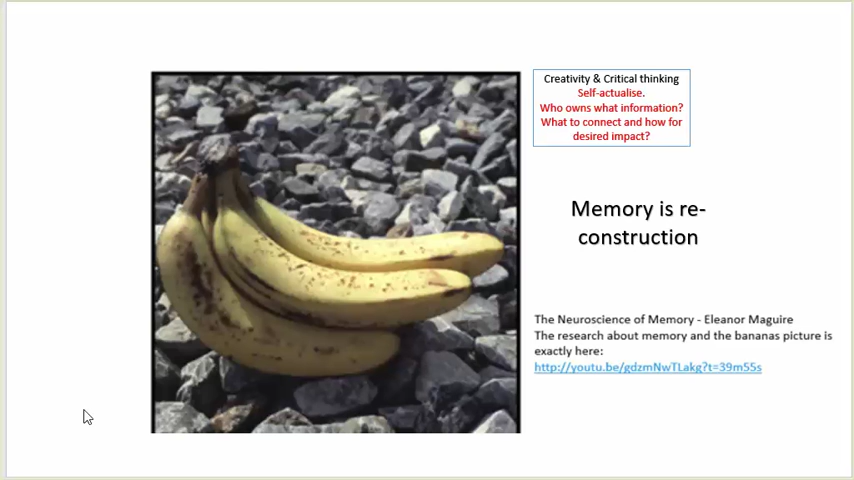 Creativity & Critical thinking
Self-actualise.
Who owns what information?
What to connect and how for
desired impact?
Memory is re-
construction
The Neuroscience of Memory - Eleanor Maguire
The research about memory and the bananas picture is
exactly here:
http://youtu.be/gdzmNwTLakg?t=39m55s